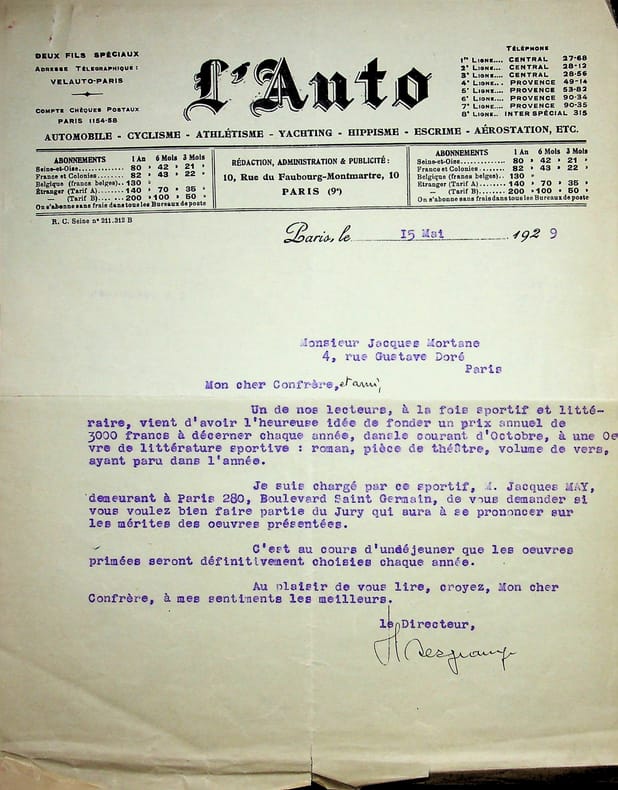 DEUX FILS SPÉCIAUX
ADRESSE TÉLÉGRAPHIQUE :
VELAUTO-PARIS
COMPTE CHÈQUES POSTAUX
PARIS 1154-58
L'Auto
TÉLÉPHONE
1re LIGNE.... CENTRAL 27-68
2e LIGNE.... CENTRAL 28-12
3e LIGNE.... CENTRAL 28-56
4e LIGNE.... PROVENCE 49-14
5e LIGNE.... PROVENCE 53-82
6e LIGNE.... PROVENCE 90-34
7e LIGNE.... PROVENCE 90-35
8e LIGNE.. INTER SPÉCIAL 315
AUTOMOBILE - CYCLISME - ATHLÉTISME - YACHTING - HIPPISME - ESCRIME - AÉROSTATION, ETC.
ABONNEMENTS 1 An 6 Mois 3 Mois
Seine-et-Oise............ 80 » 42 » 21 »
France et Colonies....... 82 » 43 » 22 »
Belgique (francs belges).. 130 »
Étranger (Tarif A)....... 140 » 70 » 35 »
— (Tarif B)....... 200 » 100 » 50 »
On s'abonne sans frais dans tous les Bureaux de poste
RÉDACTION, ADMINISTRATION & PUBLICITÉ :
10, Rue du Faubourg-Montmartre, 10
PARIS (9e)
ABONNEMENTS 1 An 6 Mois 3 Mois
Seine-et-Oise............ 80 » 42 » 21 »
France et Colonies....... 82 » 43 » 22 »
Belgique (francs belges).. 130 »
Étranger (Tarif A)....... 140 » 70 » 35 »
— (Tarif B)....... 200 » 100 » 50 »
On s'abonne sans frais dans tous les Bureaux de poste
R. C. Seine n° 211.312 B
Paris, le 15 Mai 1929
Monsieur Jacques Mortane
4, rue Gustave Doré
Paris
Mon cher Confrère, et ami,
Un de nos lecteurs, à la fois sportif et litté-
raire, vient d'avoir l'heureuse idée de fonder un prix annuel de
3000 francs à décerner chaque année, dansle courant d'Octobre, à une Oe
vre de littérature sportive : roman, pièce de théÎtre, volume de vers,
ayant paru dans l'année.
Je suis chargé par ce sportif, M. Jacques MAY,
demeurant à Paris 280, Boulevard Saint Germain, de vous demander si
vous voulez bien faire partie du Jury qui aura à se prononcer sur
les mérites des oeuvres présentées.
C'est au cours d'undéjeuner que les oeuvres
primées seront définitivement choisies chaque année.
Au plaisir de vous lire, croyez, Mon cher
Confrère, à mes sentiments les meilleurs.
le Directeur,
H Desgrange